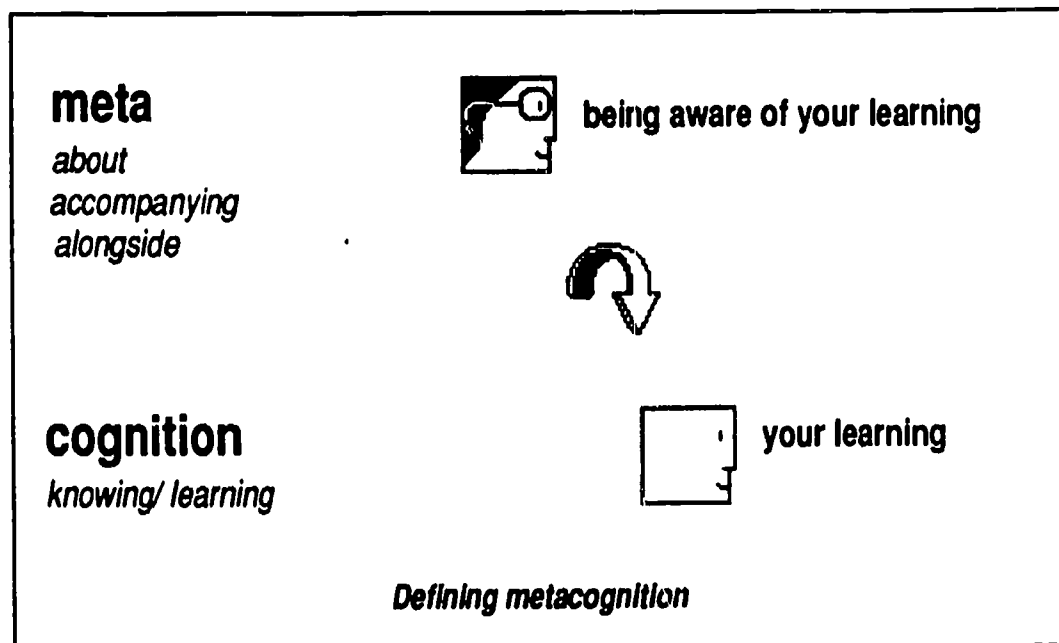 meta
about
accompanying
alongside
being aware of your learning
cognition
knowing/ learning
your learning
Defining metacognition